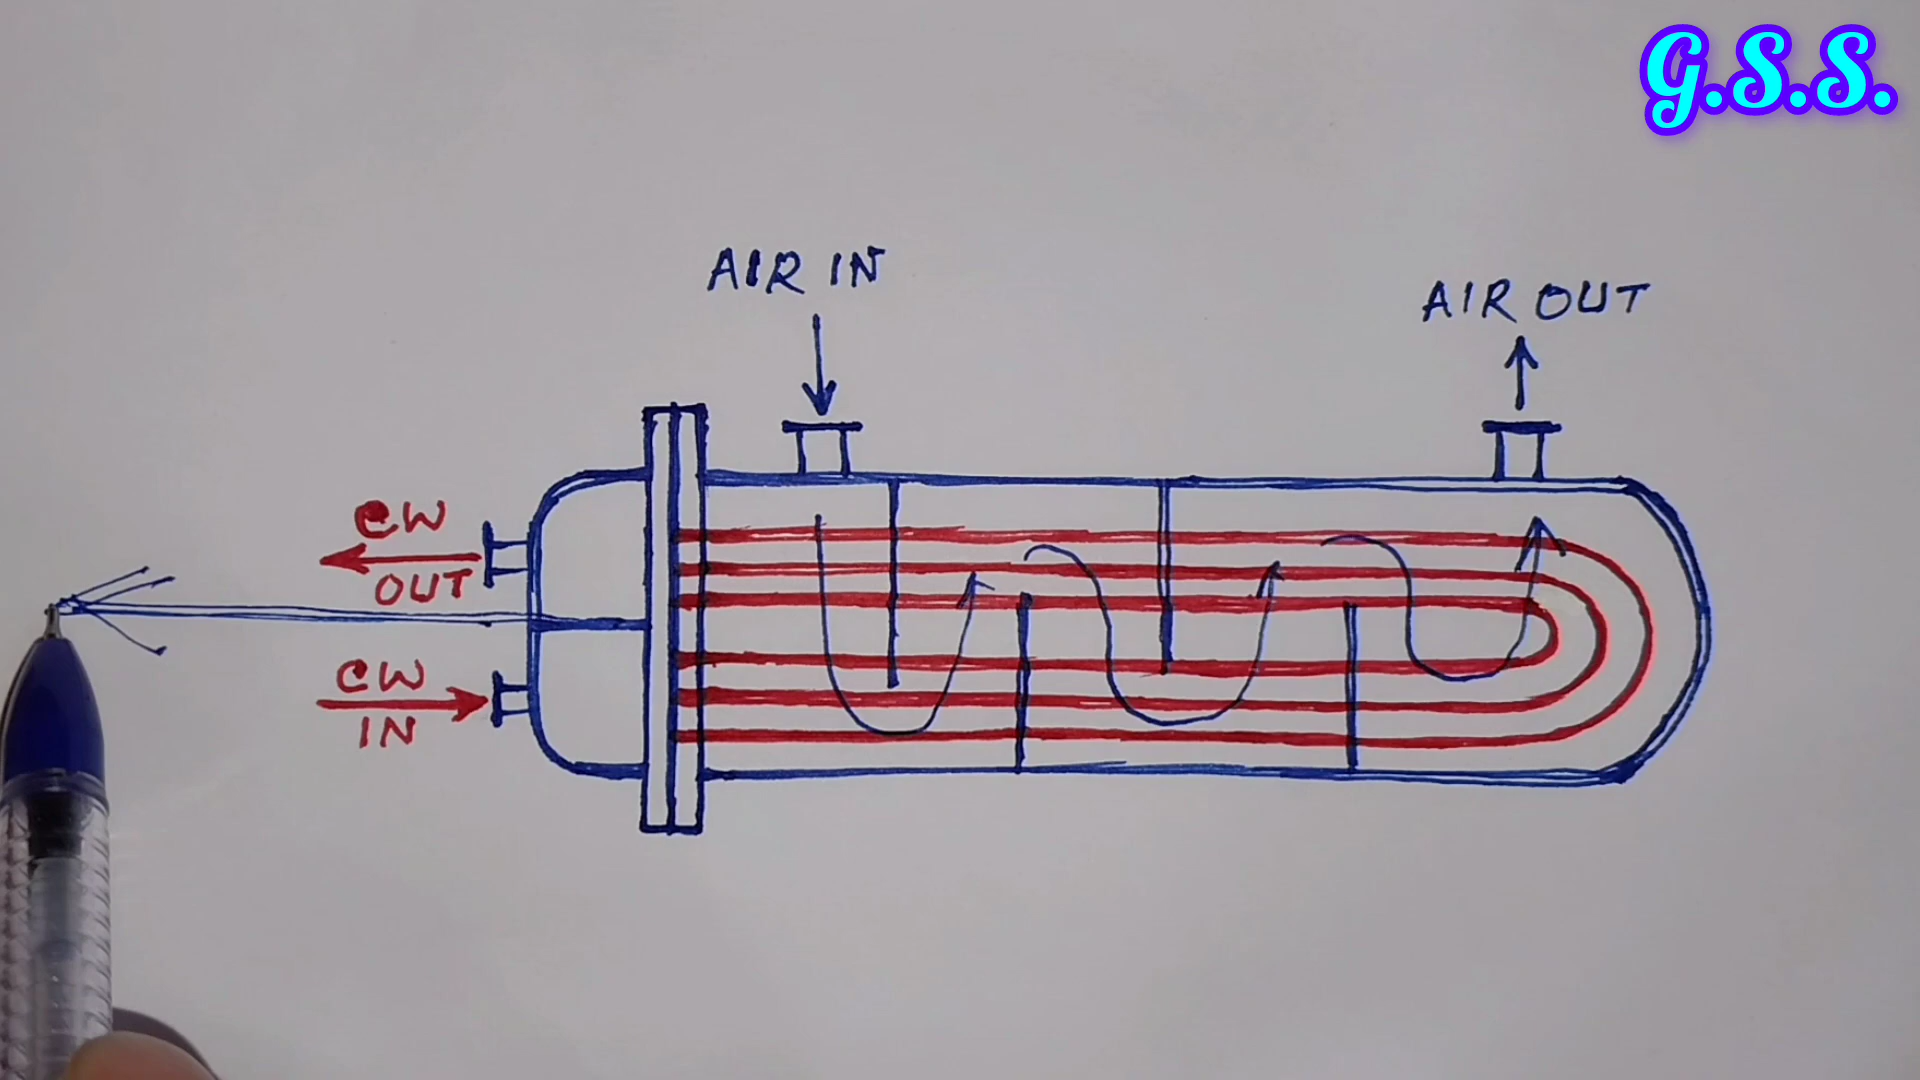 G.S.S.
AIR IN
AIR OUT
CW
OUT
CW
IN